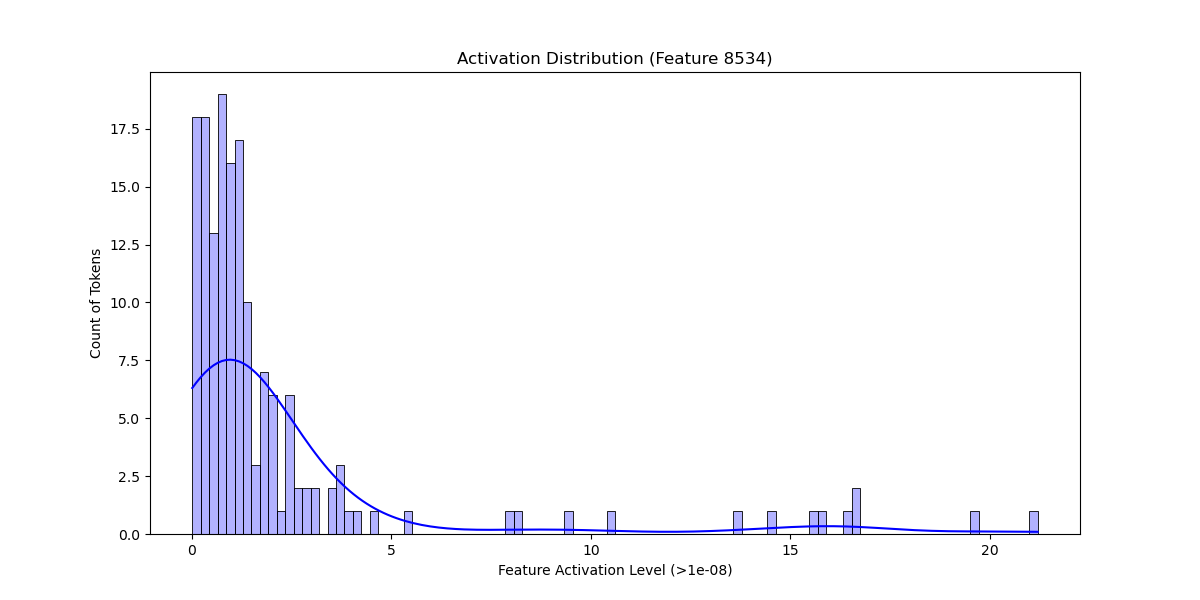 Activation Distribution (Feature 8534)
Count of Tokens
17.5
15.0
12.5
10.0
7.5
5.0
2.5
0.0
0 5 10 15 20
Feature Activation Level (>1e-08)